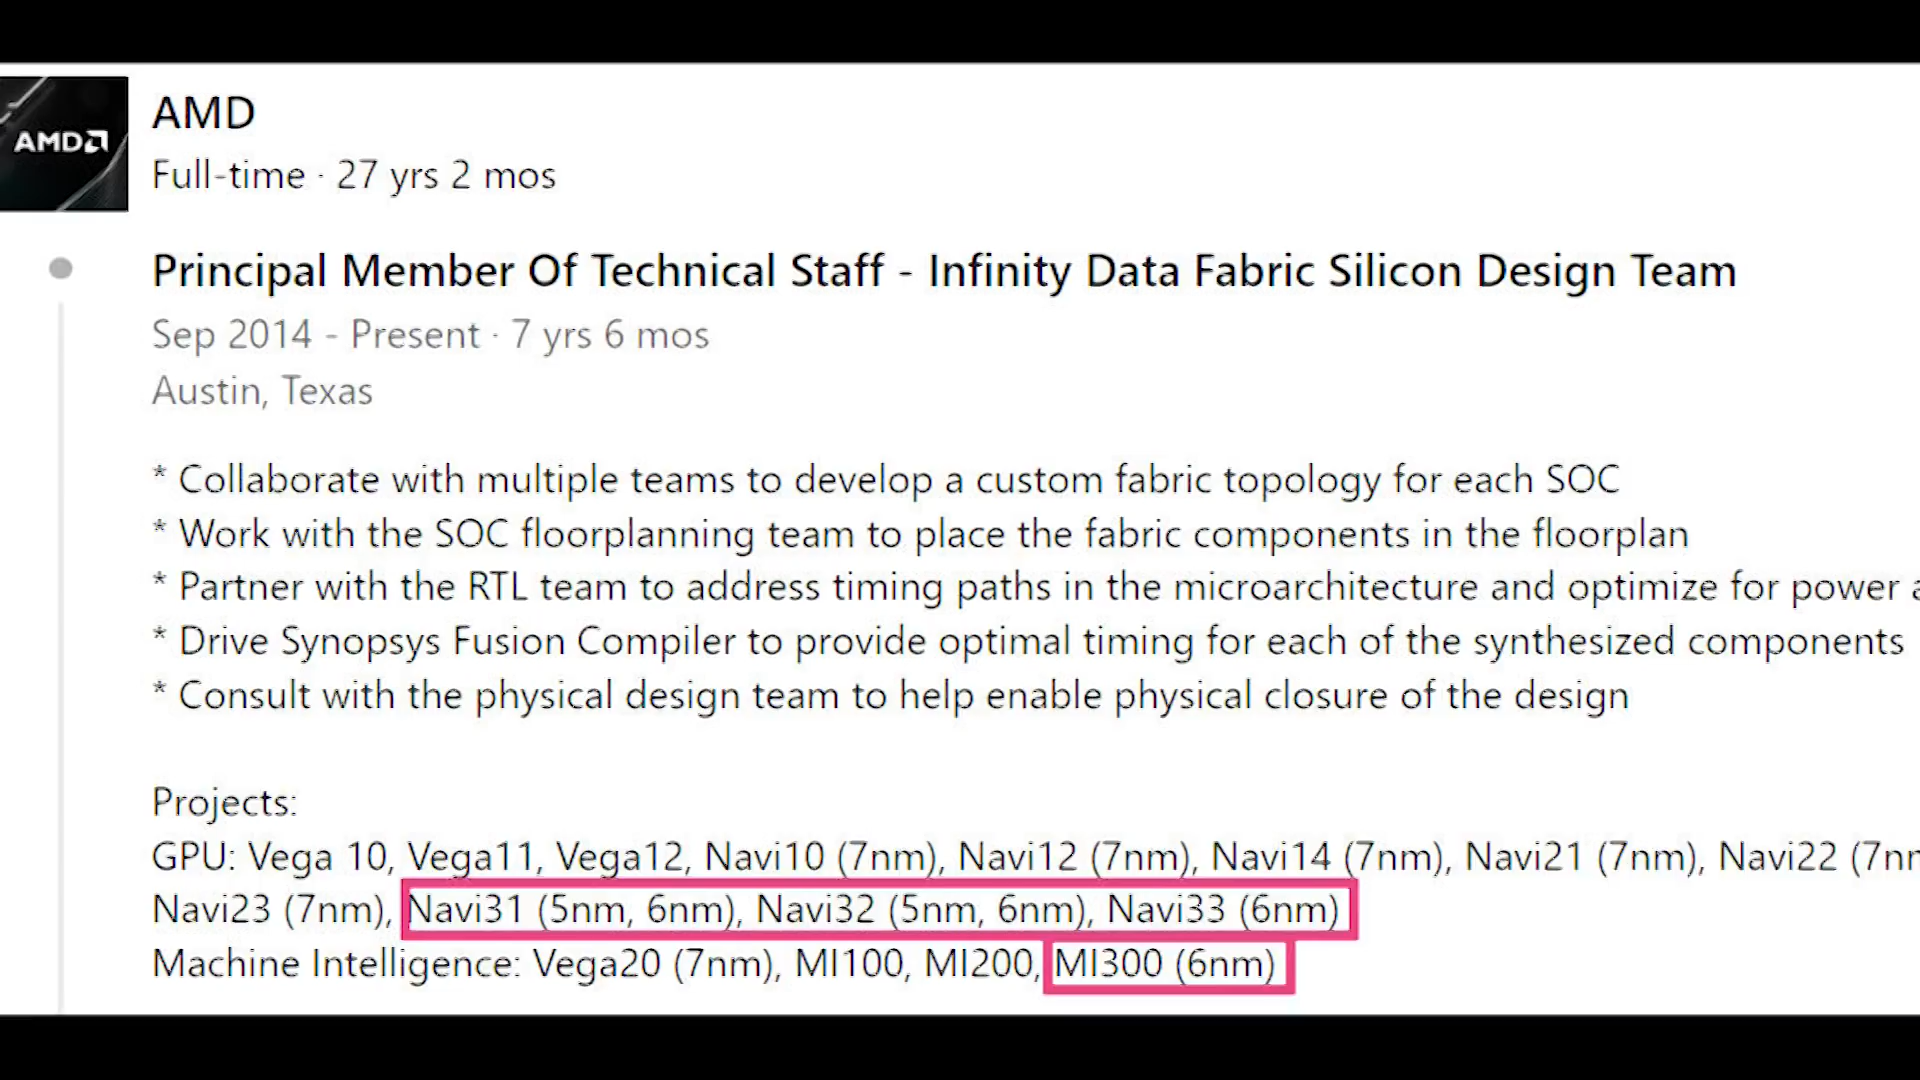 AMD
AMD
Full-time · 27 yrs 2 mos
Principal Member Of Technical Staff - Infinity Data Fabric Silicon Design Team
Sep 2014 - Present · 7 yrs 6 mos
Austin, Texas
* Collaborate with multiple teams to develop a custom fabric topology for each SOC
* Work with the SOC floorplanning team to place the fabric components in the floorplan
* Partner with the RTL team to address timing paths in the microarchitecture and optimize for power
* Drive Synopsys Fusion Compiler to provide optimal timing for each of the synthesized components
* Consult with the physical design team to help enable physical closure of the design
Projects:
GPU: Vega 10, Vega11, Vega12, Navi10 (7nm), Navi12 (7nm), Navi14 (7nm), Navi21 (7nm), Navi22
Navi23 (7nm), Navi31 (5nm, 6nm), Navi32 (5nm, 6nm), Navi33 (6nm)
Machine Intelligence: Vega20 (7nm), MI100, MI200, MI300 (6nm)